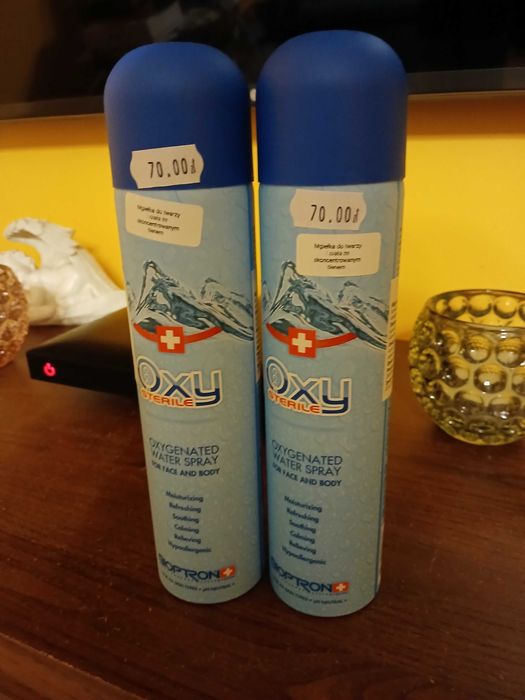 70,00zł
Mgiełka do twarzy
i ciała ze
skoncentrowanym
tlenem
Oxy
STERILE
OXYGENATED
WATER SPRAY
FOR FACE AND BODY
Moisturizing
Refreshing
Soothing
Calming
Relieving
Hypoallergenic
BIOPTRON
70,00zł
Mgiełka do twarzy
i ciała ze
skoncentrowanym
tlenem
Oxy
STERILE
OXYGENATED
WATER SPRAY
FOR FACE AND BODY
Moisturizing
Refreshing
Soothing
Calming
Relieving
Hypoallergenic
BIOPTRON